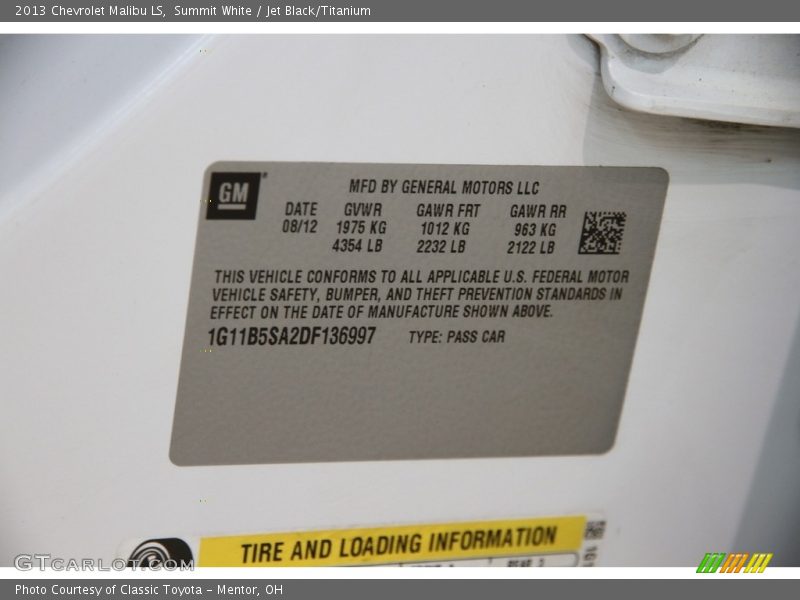 2013 Chevrolet Malibu LS, Summit White / Jet Black/Titanium
GM
MFD BY GENERAL MOTORS LLC
DATE GVWR GAWR FRT GAWR RR
08/12 1975 KG 1012 KG 963 KG
4354 LB 2232 LB 2122 LB
THIS VEHICLE CONFORMS TO ALL APPLICABLE U.S. FEDERAL MOTOR
VEHICLE SAFETY, BUMPER, AND THEFT PREVENTION STANDARDS IN
EFFECT ON THE DATE OF MANUFACTURE SHOWN ABOVE.
1G11B5SA2DF136997 TYPE: PASS CAR
TIRE AND LOADING INFORMATION
GTcarlot.com
Photo Courtesy of Classic Toyota - Mentor, OH